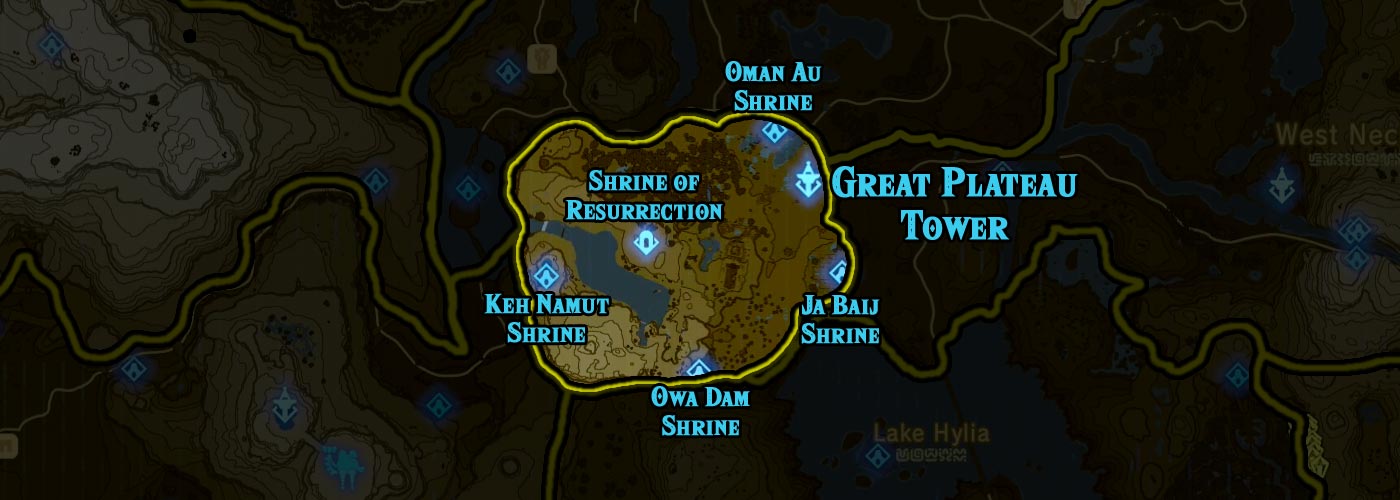 Oman Au
Shrine
Great Plateau
Tower
Shrine of
Resurrection
Keh Namut
Shrine
Ja Baij
Shrine
Owa Dam
Shrine
West Nec
Lake Hylia